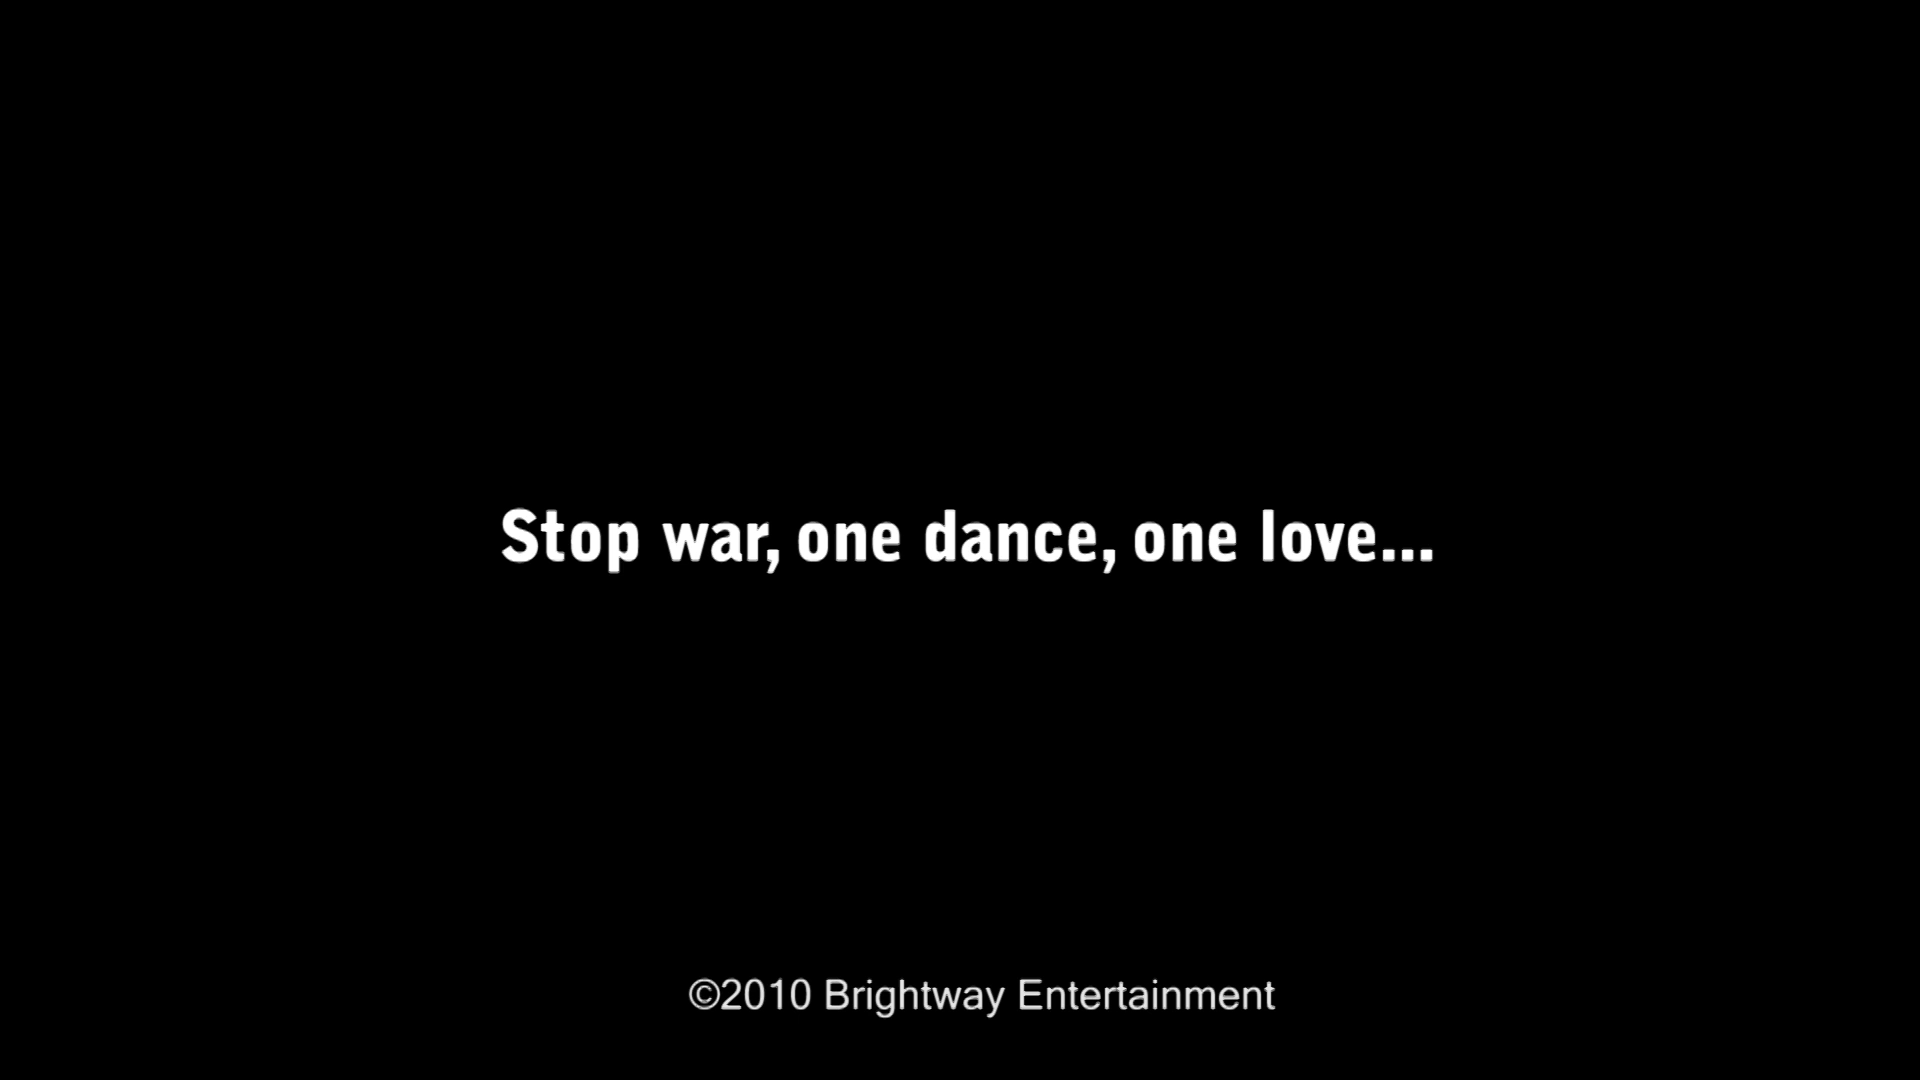 Stop war, one dance, one love...
©2010 Brightway Entertainment